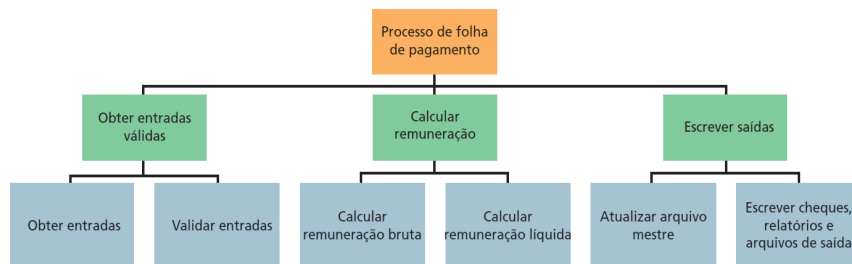 Processo de folha
de pagamento
Obter entradas
válidas
Calcular
remuneração
Escrever saídas
Obter entradas
Validar entradas
Calcular
remuneração bruta
Calcular
remuneração líquida
Atualizar arquivo
mestre
Escrever cheques,
relatórios e
arquivos de saída